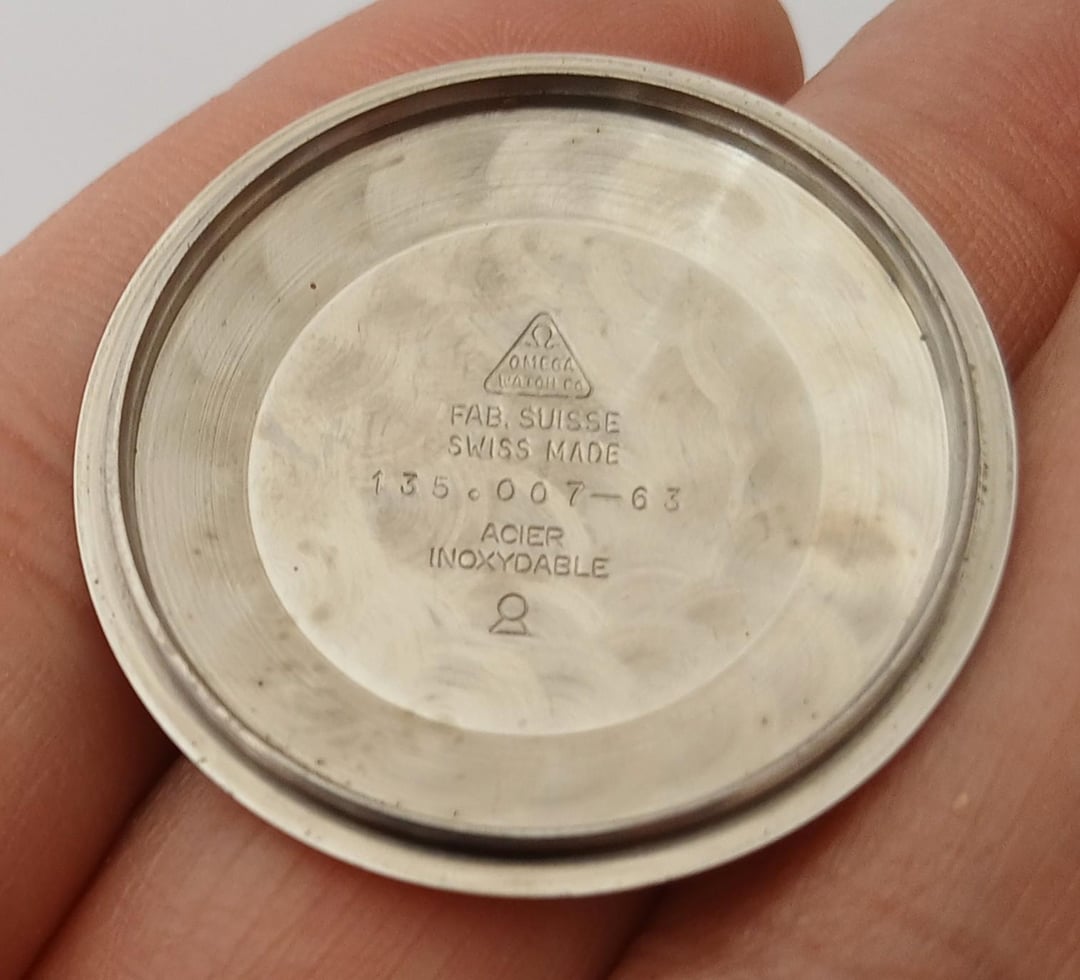 Ω
OMEGA
WATCH CO
FAB. SUISSE
SWISS MADE
135.007-63
ACIER
INOXYDABLE